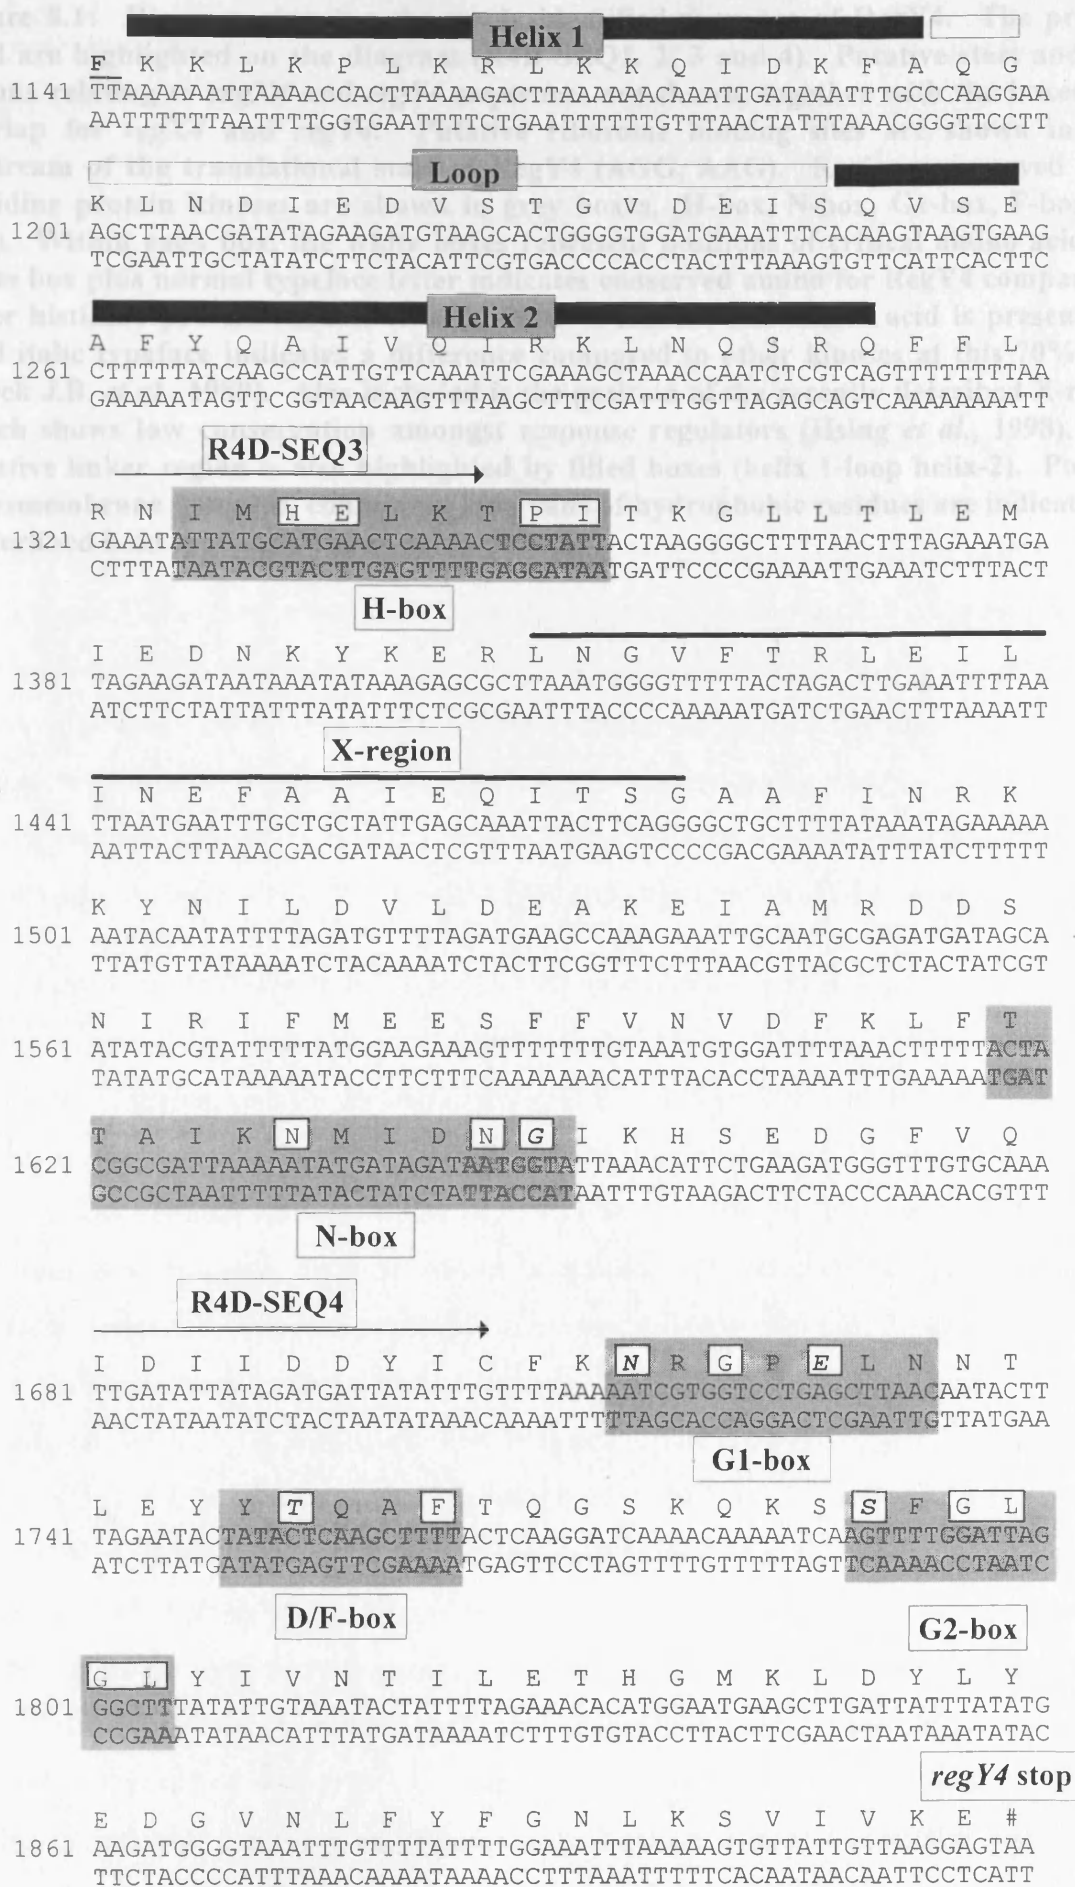 Helix 1
F K A L K P L K R L K K Q I D K F A Q G
1141 TTAAAAAATTAAAACCACTTAAAAGACTTAAAAAACAAATTGATAAATTTGCCCAAGGAA
AATTTTTTAATTTTGGTGAATTTTCTGAATTTTTTGTTTAACTATTTAAACGGGTTCCTT
Loop
K L N D I E D V S T G V D E I S Q V S E
1201 AGCTTAACGATATAGAAGATGTAAGCACTGGGGTGGATGAAATTTCACAAGTAAGTGAAG
TCGAATTGCTATATCTTCTACATTCGTGACCCCACCTACTTTAAAGTGTTCATTCACTTC
Helix 2
A F Y Q A I V Q I R K L N Q S R Q F F L
1261 CTTTTTATCAAGCCATTGTTCAAATTCGAAAGCTAAACCAATCTCGTCAGTTTTTTTTAA
GAAAAATAGTTCGGTAACAAGTTTAAGCTTTCGATTTGGTTAGAGCAGTCAAAAAAAATT
R4D-SEQ3
R N I M H E L K T P I T K G L L T L E M
1321 GAAATATTATGCATGAACTCAAAACTCCTATTACTAAGGGGCTTTTAACTTTAGAAATGA
CTTTATAATACGTACTTGAGTTTTGAGGATAATGATTCCCCGAAAATTGAAATCTTTACT
H-box
I E D N K Y K E R L N G V F T R L E I L
1381 TAGAAGATAATAAATATAAAGAGCGCTTAAATGGGGTTTTTACTAGACTTGAAATTTTAA
ATCTTCTATTATTTATATTTCTCGCGAATTTACCCCAAAAATGATCTGAACTTTAAAATT
X-region
I N E F A A I E Q I T S G A A F I N R K
1441 TTAATGAATTTGCTGCTATTGAGCAAATTACTTCAGGGGCTGCTTTTATAAATAGAAAAA
AATTACTTAAACGACGATAACTCGTTTAATGAAGTCCCCGACGAAAATATTTATCTTTTT
K Y N I L D V L D E A K E I A M R D D S
1501 AATACAATATTTTAGATGTTTTAGATGAAGCCAAAGAAATTGCAATGCGAGATGATAGCA
TTATGTTATAAAATCTACAAAATCTACTTCGGTTTCTTTAACGTTACGCTCTACTATCGT
N I R I F M E E S F F V N V D F K L F T
1561 ATATACGTATTTTTATGGAAGAAAGTTTTTTTGTAAATGTGGATTTTAAACTTTTTACTA
TATATGCATAAAAATACCTTCTTTCAAAAAAACATTTACACCTAAAATTTGAAAAATGAT
T A I K N M I D N G I K H S E D G F V Q
1621 CGGCGATTAAAAATATGATAGATAATGGTATTAAACATTCTGAAGATGGGTTTGTGCAAA
GCCGCTAATTTTTATACTATCTATTACCATAATTTGTAAGACTTCTACCCAAACACGTTT
N-box
R4D-SEQ4
I D I I D D Y I C F K N R G P E L N N T
1681 TTGATATTATAGATGATTATATTTGTTTTAAAAATCGTGGTCCTGAGCTTAACAATACTT
AACTATAATATCTACTAATATAAACAAAATTTTTAGCACCAGGACTCGAATTGTTATGAA
G1-box
L E Y Y T Q A F T Q G S K Q K S S F G L
1741 TAGAATACTATACTCAAGCTTTTACTCAAGGATCAAAACAAAAATCAAGTTTTGGATTAG
ATCTTATGATATGAGTTCGAAAATGAGTTCCTAGTTTTGTTTTTAGTTCAAAACCTAATC
D/F-box
G2-box
G L Y I V N T I L E T H G M K L D Y L Y
1801 GGCTTTATATTGTAAATACTATTTTAGAAACACATGGAATGAAGCTTGATTATTTATATG
CCGAAATATAACATTTATGATAAAATCTTTGTGTACCTTACTTCGAACTAATAAATATAC
regY4 stop
E D G V N L F Y F G N L K S V I V K E #
1861 AAGATGGGGTAAATTTGTTTTATTTTGGAAATTTAAAAAGTGTTATTGTTAAGGAGTAA
TTCTACCCCATTTAAACAAAATAAAACCTTTAAATTTTTCACAATAACAATTCCTCATT